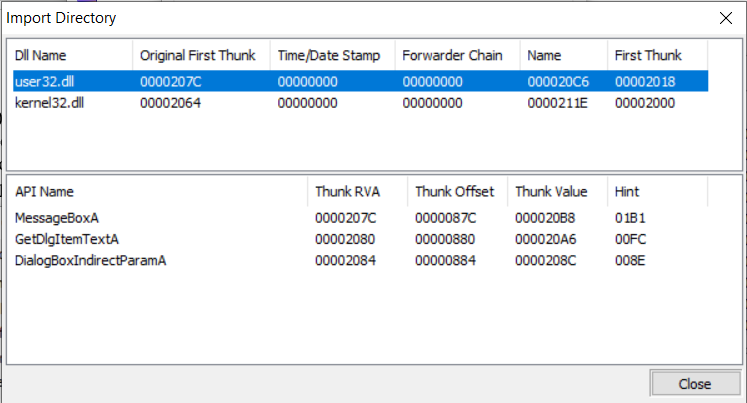 Import Directory
Dll Name Original First Thunk Time/Date Stamp Forwarder Chain Name First Thunk
user32.dll 0000207C 00000000 00000000 000020C6 00002018
kernel32.dll 00002064 00000000 00000000 0000211E 00002000
API Name Thunk RVA Thunk Offset Thunk Value Hint
MessageBoxA 0000207C 0000087C 000020B8 01B1
GetDlgItemTextA 00002080 00000880 000020A6 00FC
DialogBoxIndirectParamA 00002084 00000884 0000208C 008E
Close